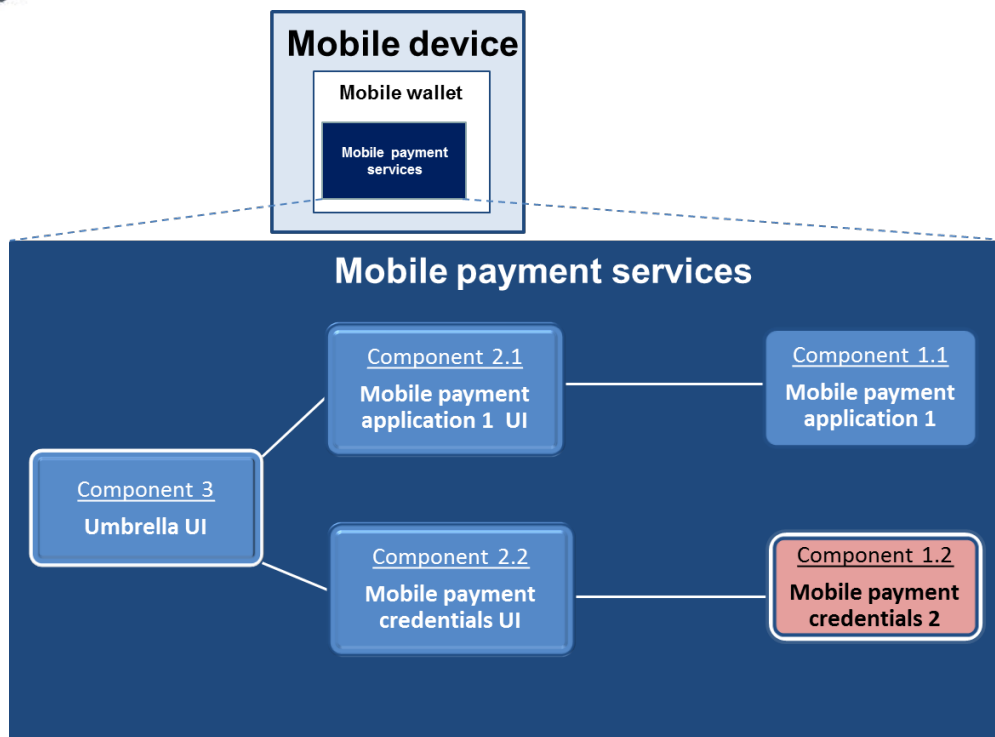 Mobile device
Mobile wallet
Mobile payment
services
Mobile payment services
Component 2.1
Mobile payment
application 1 UI
Component 1.1
Mobile payment
application 1
Component 3
Umbrella UI
Component 2.2
Mobile payment
credentials UI
Component 1.2
Mobile payment
credentials 2